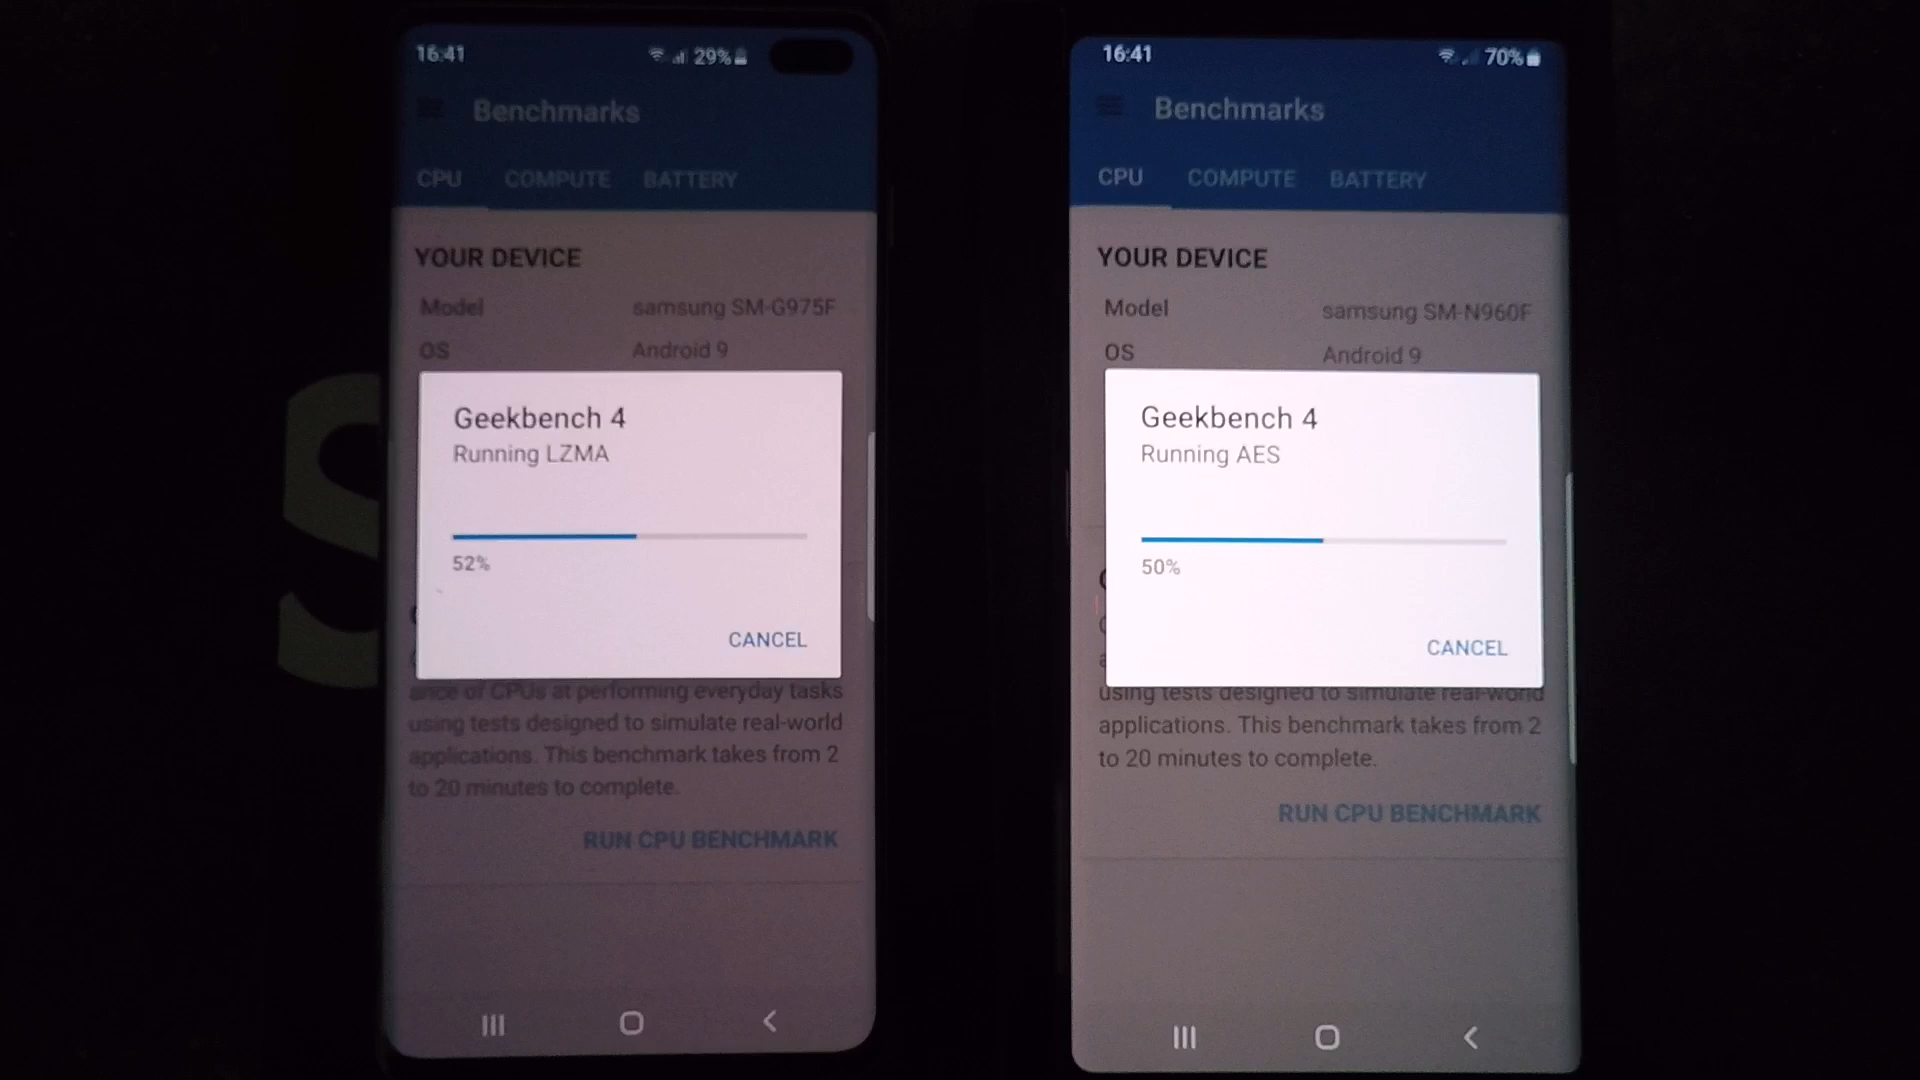 16:41
29%
Benchmarks
CPU COMPUTE BATTERY
YOUR DEVICE
Model samsung SM-G975F
OS Android 9
Geekbench 4
Running LZMA
52%
CANCEL
ance of CPUs at performing everyday tasks
using tests designed to simulate real-world
applications. This benchmark takes from 2
to 20 minutes to complete.
RUN CPU BENCHMARK
S
16:41
70%
Benchmarks
CPU COMPUTE BATTERY
YOUR DEVICE
Model samsung SM-N960F
OS Android 9
Geekbench 4
Running AES
50%
CANCEL
using tests designed to simulate real-world
applications. This benchmark takes from 2
to 20 minutes to complete.
RUN CPU BENCHMARK